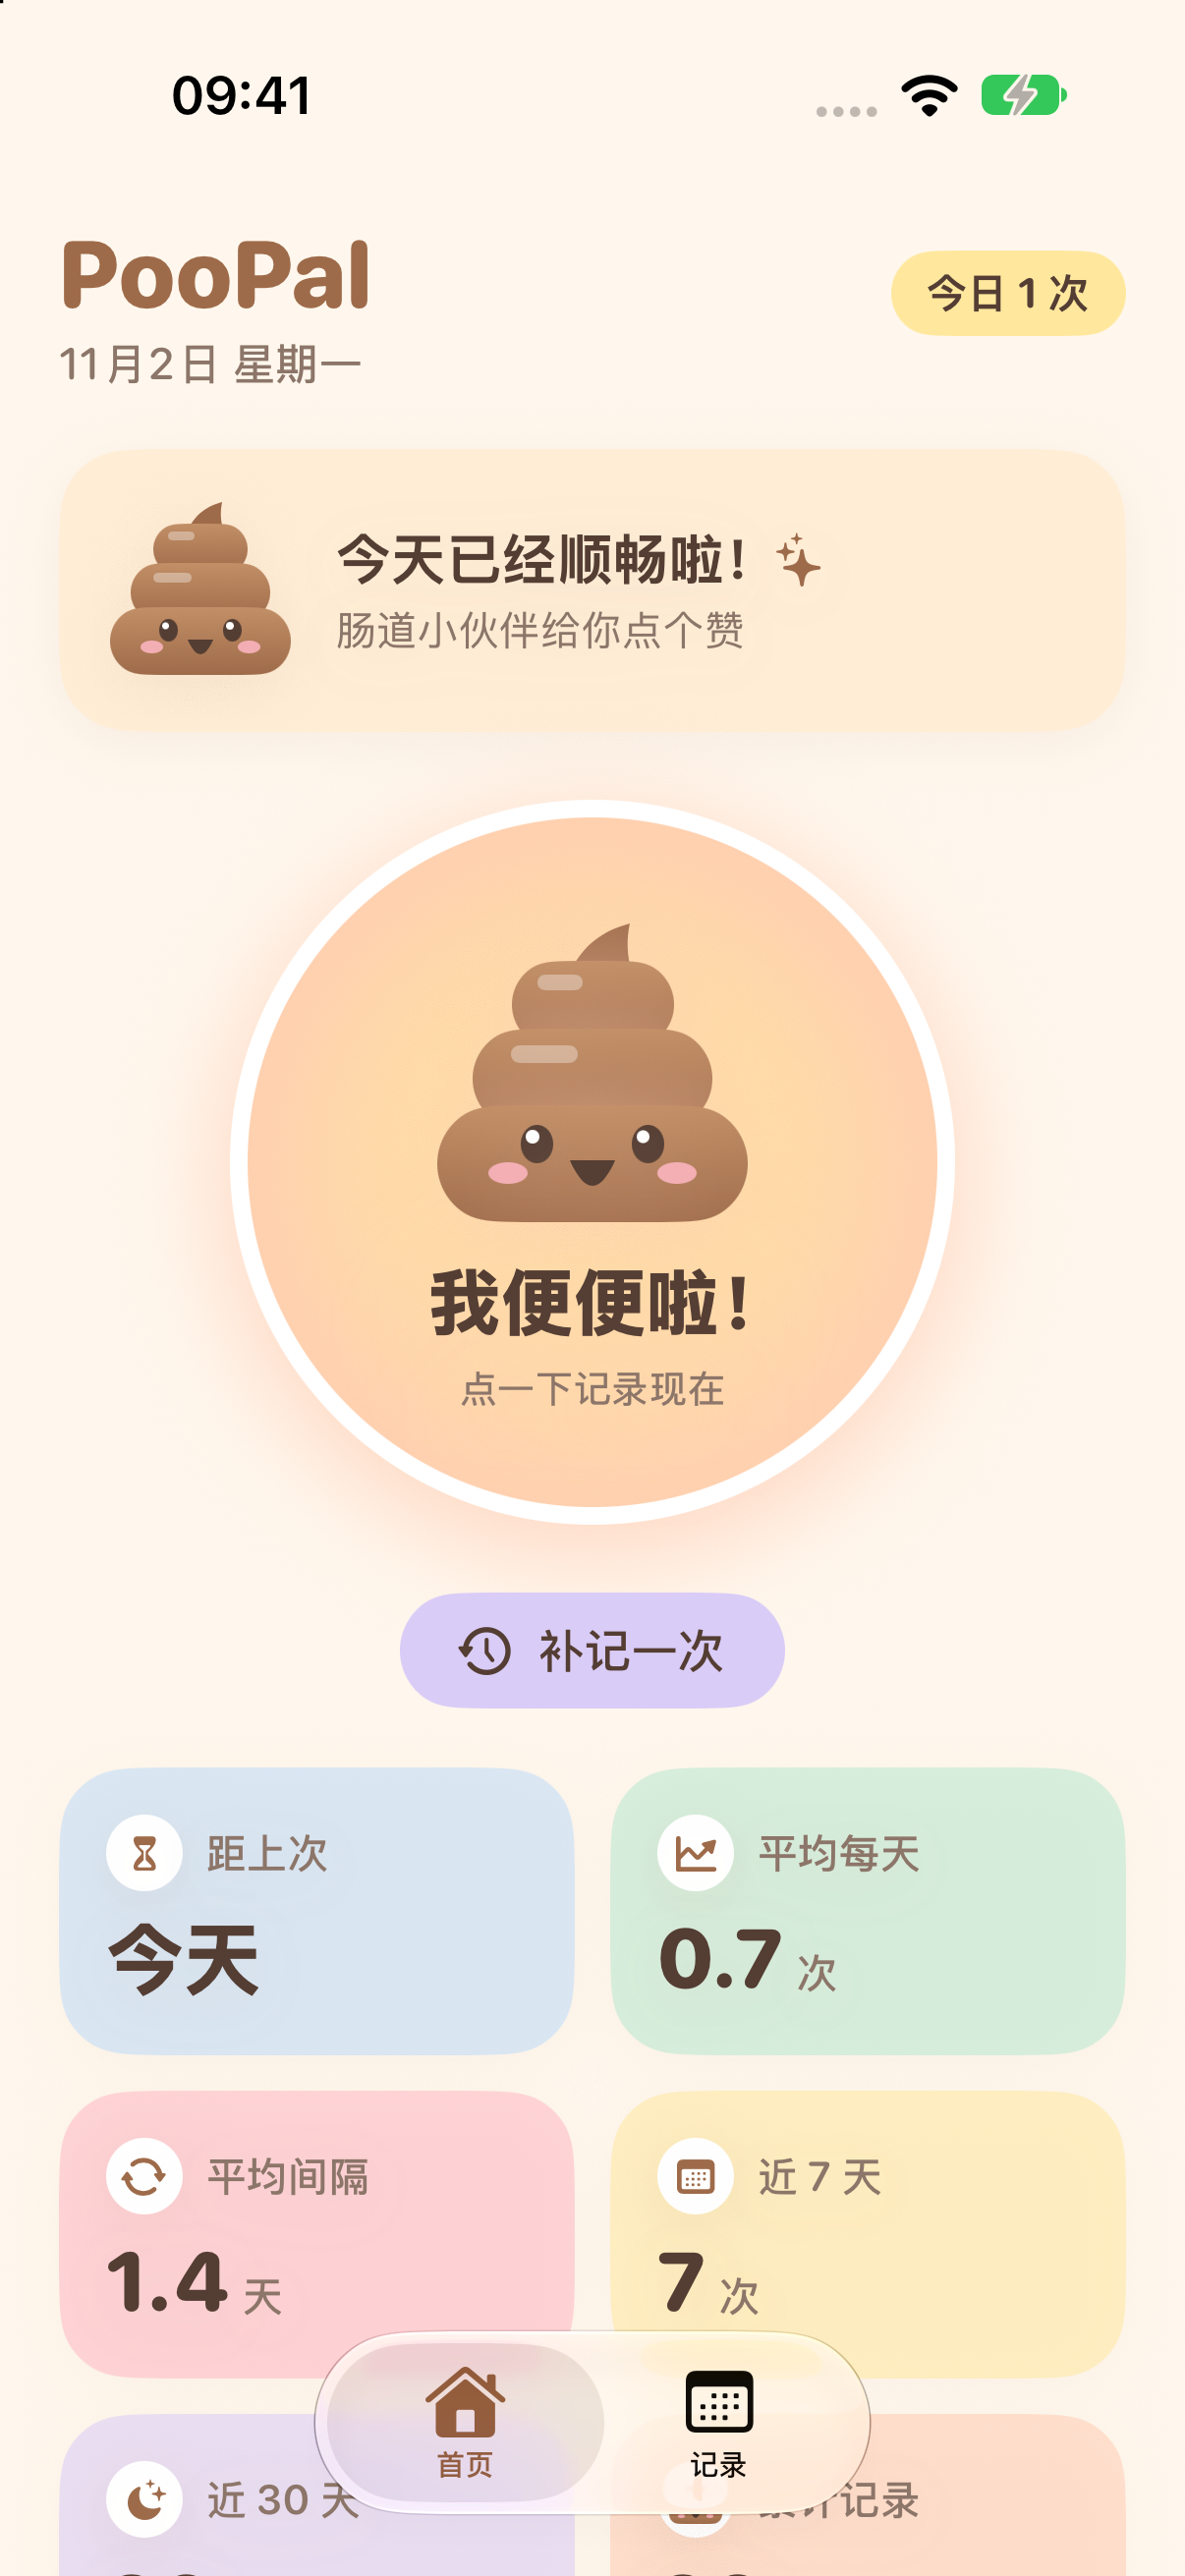 09:41
PooPal
今日 1 次
11月2日 星期一
今天已经顺畅啦！
肠道小伙伴给你点个赞
我便便啦！
点一下记录现在
补记一次
距上次
今天
平均每天
0.7 次
平均间隔
1.4 天
近 7 天
7 次
近 30 天
记录
首页
记录